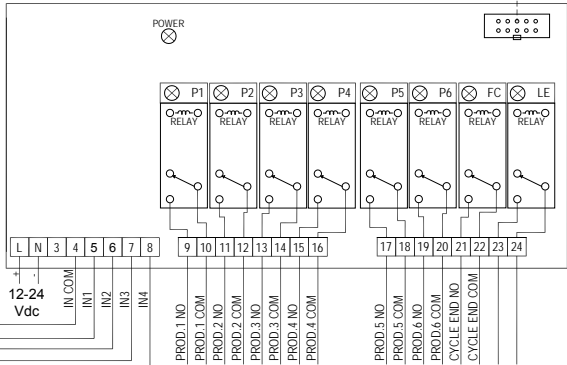 POWER
P1 P2 P3 P4 P5 P6 FC LE
RELAY RELAY RELAY RELAY RELAY RELAY RELAY RELAY
L N 3 4 5 6 7 8 9 10 11 12 13 14 15 16 17 18 19 20 21 22 23 24
+ -
12-24
Vdc
IN COM
IN1
IN2
IN3
IN4
PROD.1 NO
PROD.1 COM
PROD.2 NO
PROD.2 COM
PROD.3 NO
PROD.3 COM
PROD.4 NO
PROD.4 COM
PROD.5 NO
PROD.5 COM
PROD.6 NO
PROD.6 COM
CYCLE END NO
CYCLE END COM